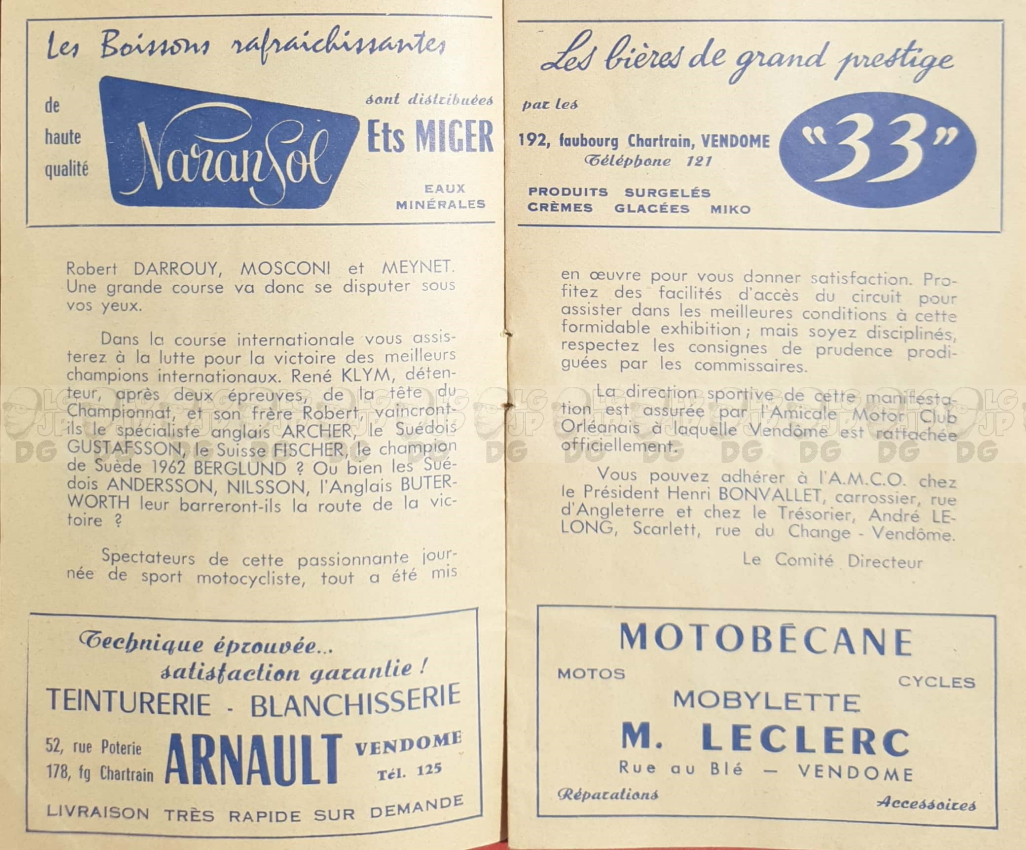 Les Boissons rafraichissantes
de
haute
qualité
NaranSol
sont distribuées
Ets MIGER
EAUX
MINÉRALES
Robert DARROUY, MOSCONI et MEYNET.
Une grande course va donc se disputer sous
vos yeux.
Dans la course internationale vous assis-
terez à la lutte pour la victoire des meilleurs
champions internationaux. René KLYM, déten-
teur, après deux épreuves, de la tête du
Championnat, et son frère Robert, vaincront-
ils le spécialiste anglais ARCHER, le Suédois
GUSTAFSSON, le Suisse FISCHER, le champion
de Suède 1962 BERGLUND ? Ou bien les Sué-
dois ANDERSSON, NILSSON, l'Anglais BUTER-
WORTH leur barreront-ils la route de la vic-
toire ?
Spectateurs de cette passionnante jour-
née de sport motocycliste, tout a été mis
Technique éprouvée...
satisfaction garantie !
TEINTURERIE - BLANCHISSERIE
52, rue Poterie
178, fg Chartrain
ARNAULT
VENDOME
Tél. 125
LIVRAISON TRÈS RAPIDE SUR DEMANDE
Les bières de grand prestige
par les
192, faubourg Chartrain, VENDOME
Téléphone 121
"33"
PRODUITS SURGELÉS
CRÈMES GLACÉES MIKO
en œuvre pour vous donner satisfaction. Pro-
fitez des facilités d'accès du circuit pour
assister dans les meilleures conditions à cette
formidable exhibition ; mais soyez disciplinés,
respectez les consignes de prudence prodi-
guées par les commissaires.
La direction sportive de cette manifesta-
tion est assurée par l'Amicale Motor Club
Orléanais à laquelle Vendôme est rattachée
officiellement.
Vous pouvez adhérer à l'A.M.C.O. chez
le Président Henri BONVALLET, carrossier, rue
d'Angleterre et chez le Trésorier, André LE-
LONG, Scarlett, rue du Change - Vendôme.
Le Comité Directeur
MOTOBÉCANE
MOTOS
CYCLES
MOBYLETTE
M. LECLERC
Rue au Blé — VENDOME
Réparations
Accessoires